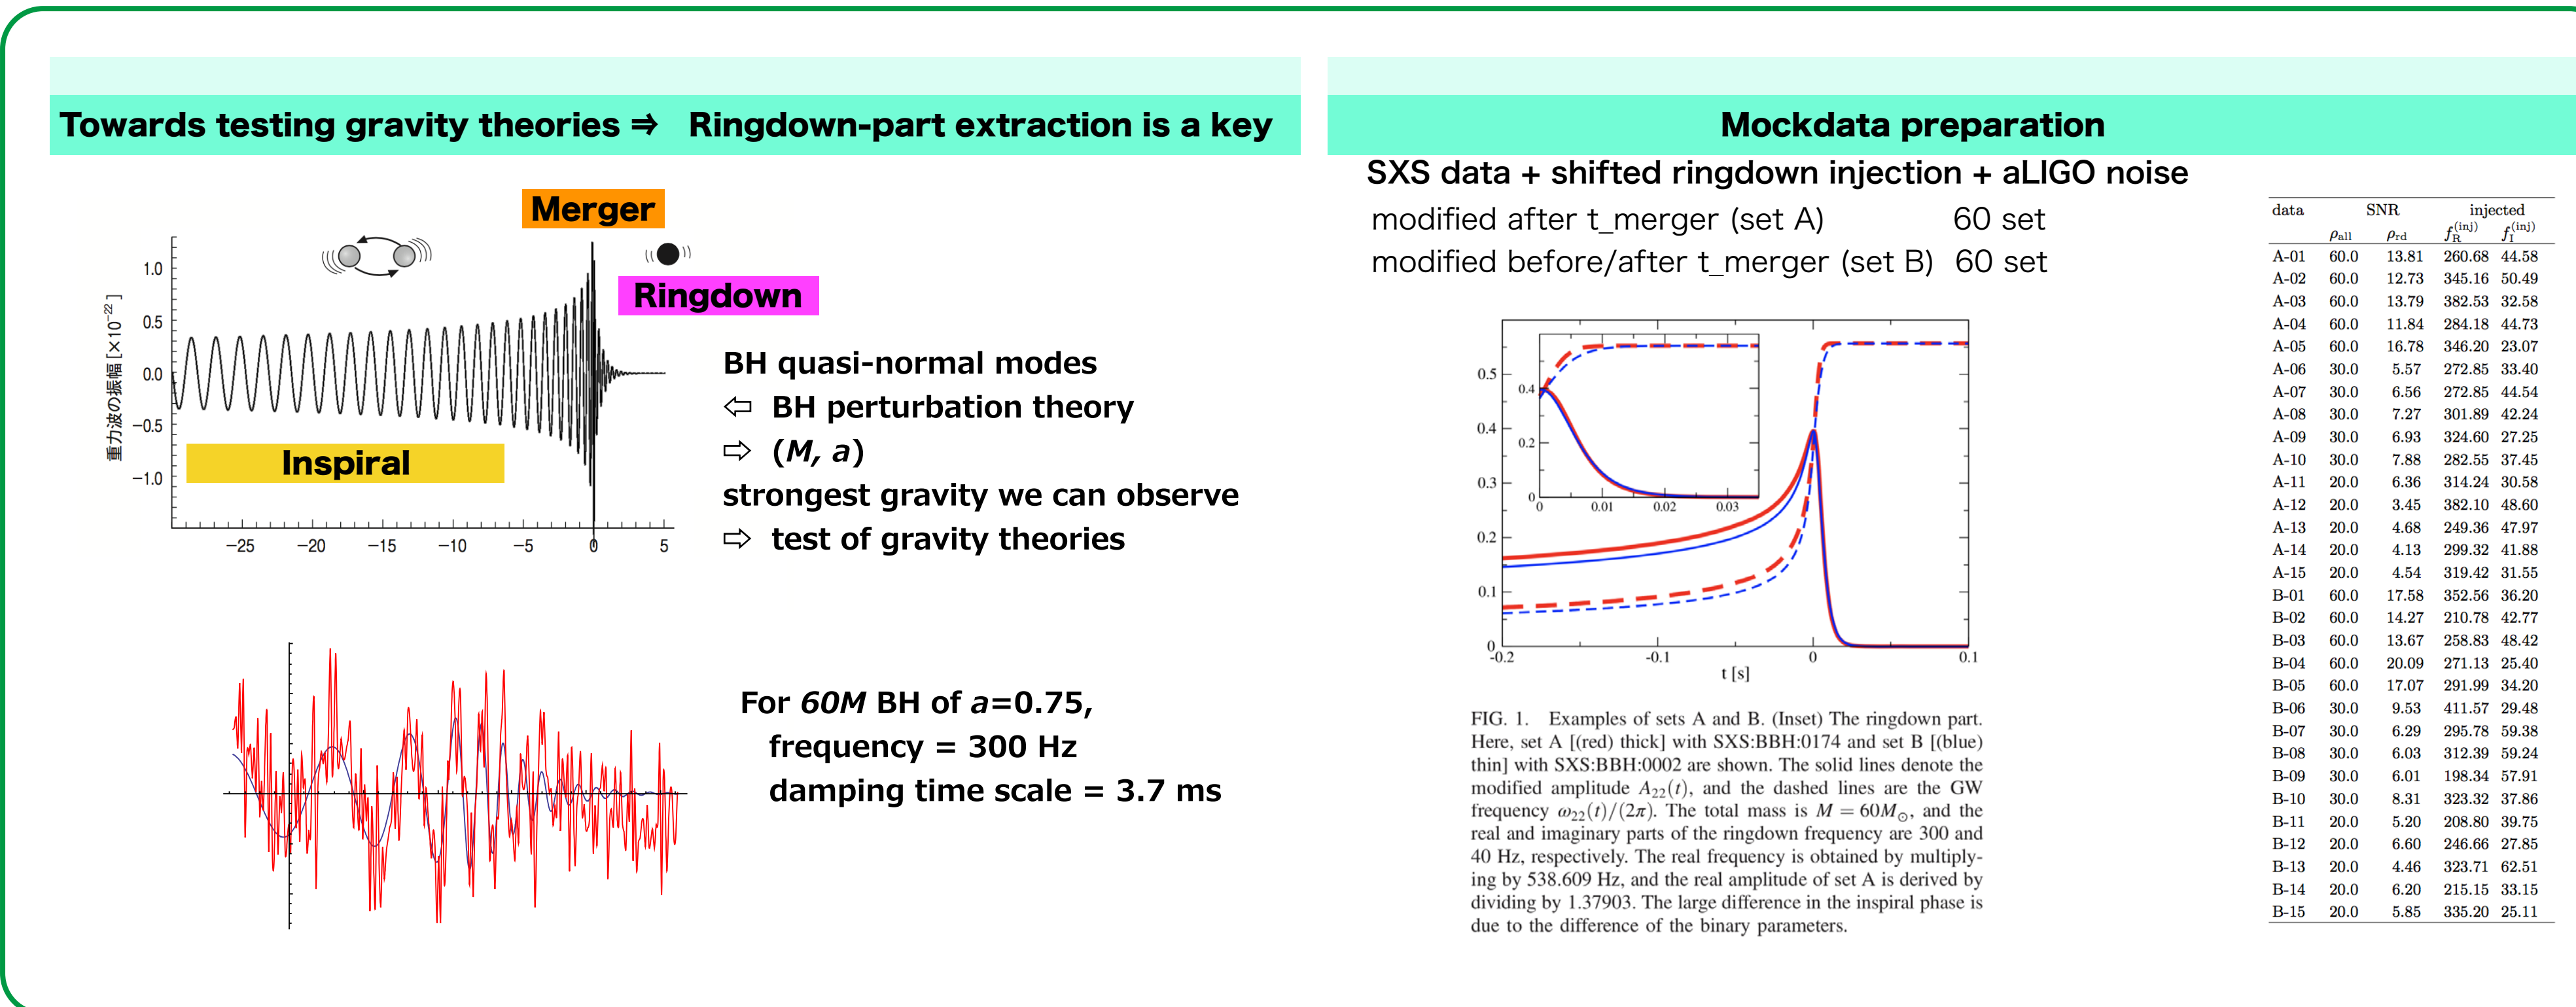 Towards testing gravity theories ⇒ Ringdown-part extraction is a key
Merger
Ringdown
Inspiral
重力波の振幅 [×10⁻²²]
1.0
0.5
0.0
−0.5
−1.0
−25 −20 −15 −10 −5 0 5
BH quasi-normal modes
⇦ BH perturbation theory
⇨ (M, a)
strongest gravity we can observe
⇨ test of gravity theories
For 60M BH of a=0.75,
frequency = 300 Hz
damping time scale = 3.7 ms
Mockdata preparation
SXS data + shifted ringdown injection + aLIGO noise
modified after t_merger (set A) 60 set
modified before/after t_merger (set B) 60 set
0.5
0.4
0.3
0.2
0.1
0
-0.2 -0.1 0 0.1
t [s]
0.4
0.2
0
0 0.01 0.02 0.03
FIG. 1. Examples of sets A and B. (Inset) The ringdown part.
Here, set A [(red) thick] with SXS:BBH:0174 and set B [(blue)
thin] with SXS:BBH:0002 are shown. The solid lines denote the
modified amplitude A₂₂(t), and the dashed lines are the GW
frequency ω₂₂(t)/(2π). The total mass is M = 60M⊙, and the
real and imaginary parts of the ringdown frequency are 300 and
40 Hz, respectively. The real frequency is obtained by multiply-
ing by 538.609 Hz, and the real amplitude of set A is derived by
dividing by 1.37903. The large difference in the inspiral phase is
due to the difference of the binary parameters.
data SNR injected
ρall ρrd fR(inj) fI(inj)
A-01 60.0 13.81 260.68 44.58
A-02 60.0 12.73 345.16 50.49
A-03 60.0 13.79 382.53 32.58
A-04 60.0 11.84 284.18 44.73
A-05 60.0 16.78 346.20 23.07
A-06 30.0 5.57 272.85 33.40
A-07 30.0 6.56 272.85 44.54
A-08 30.0 7.27 301.89 42.24
A-09 30.0 6.93 324.60 27.25
A-10 30.0 7.88 282.55 37.45
A-11 20.0 6.36 314.24 30.58
A-12 20.0 3.45 382.10 48.60
A-13 20.0 4.68 249.36 47.97
A-14 20.0 4.13 299.32 41.88
A-15 20.0 4.54 319.42 31.55
B-01 60.0 17.58 352.56 36.20
B-02 60.0 14.27 210.78 42.77
B-03 60.0 13.67 258.83 48.42
B-04 60.0 20.09 271.13 25.40
B-05 60.0 17.07 291.99 34.20
B-06 30.0 9.53 411.57 29.48
B-07 30.0 6.29 295.78 59.38
B-08 30.0 6.03 312.39 59.24
B-09 30.0 6.01 198.34 57.91
B-10 30.0 8.31 323.32 37.86
B-11 20.0 5.20 208.80 39.75
B-12 20.0 6.60 246.66 27.85
B-13 20.0 4.46 323.71 62.51
B-14 20.0 6.20 215.15 33.15
B-15 20.0 5.85 335.20 25.11